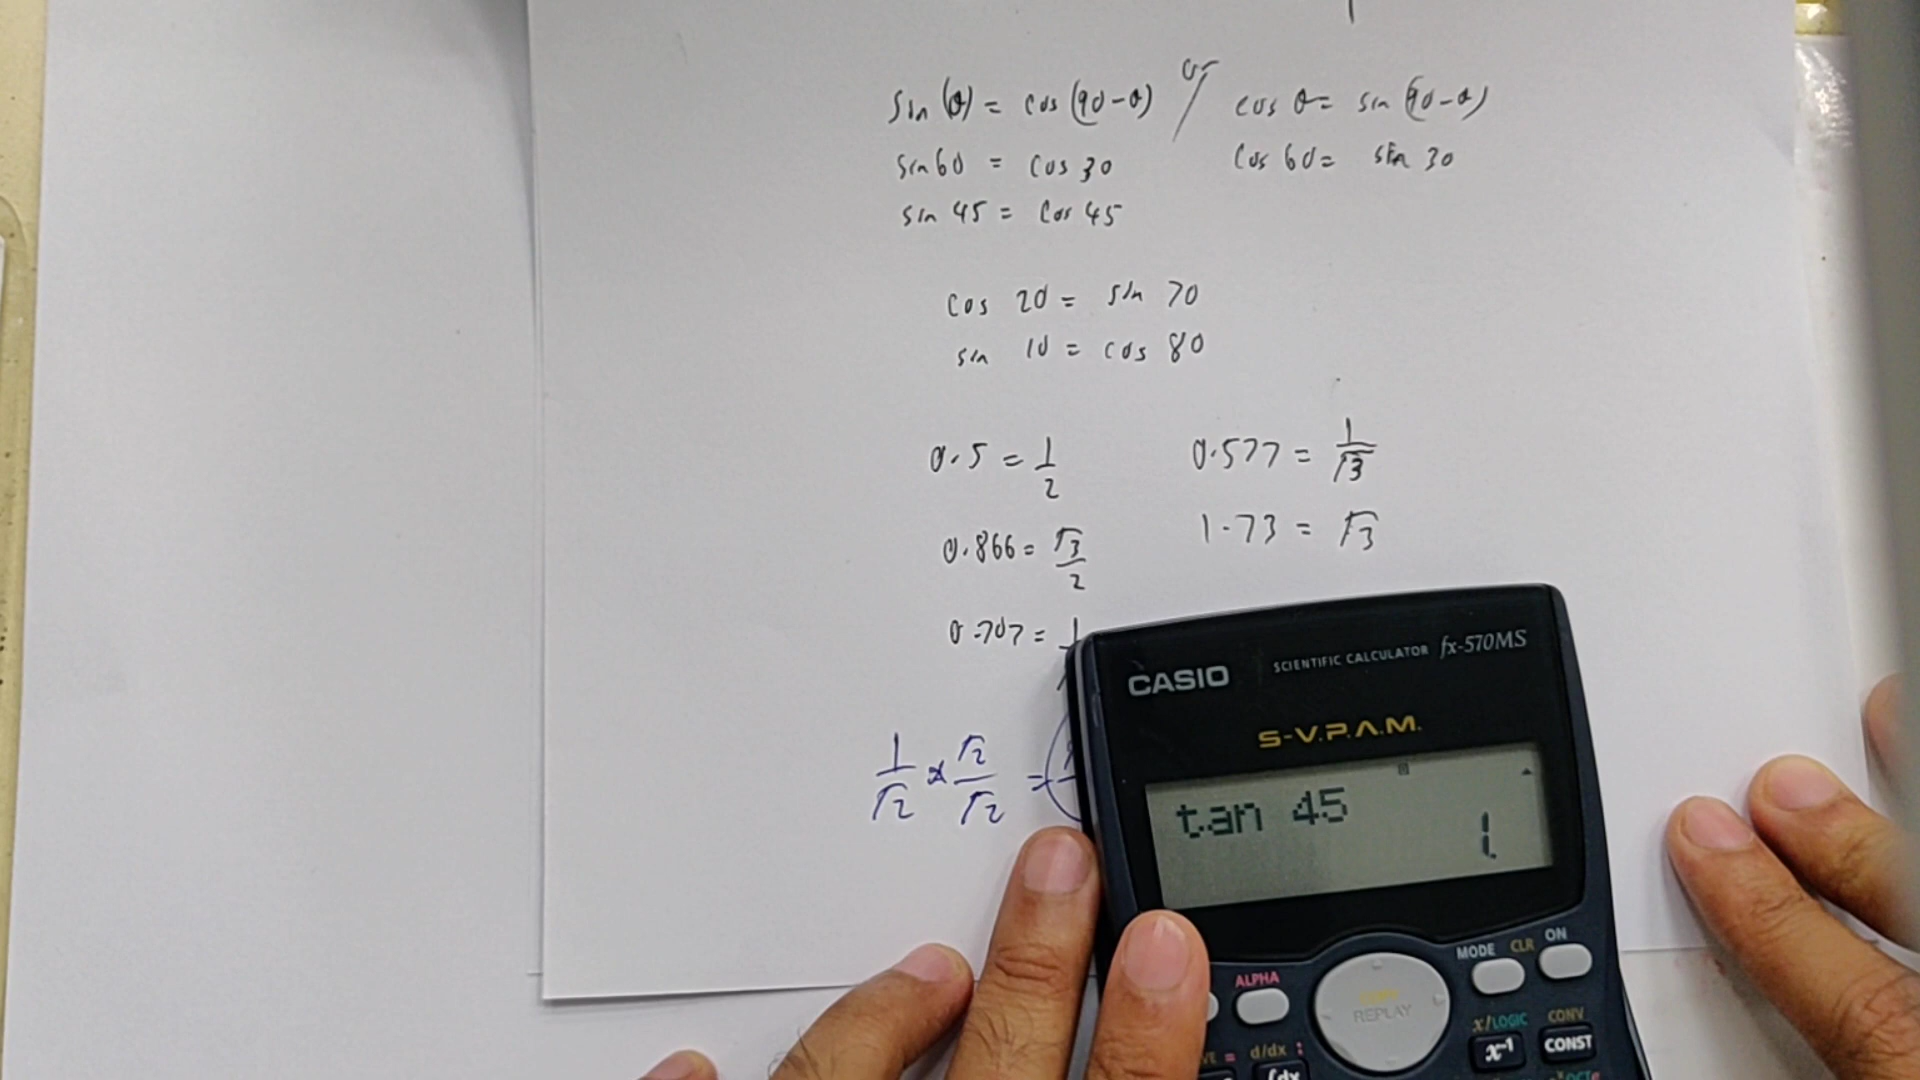 sin (θ) = cos (90-θ) or cos θ = sin (90-θ)
sin 60 = cos 30 cos 60 = sin 30
sin 45 = cos 45
cos 20 = sin 70
sin 10 = cos 80
0.5 = 1/2 0.577 = 1/√3
0.866 = √3/2 1.73 = √3
0.707 = 1
1/√2 × √2/√2 =
CASIO SCIENTIFIC CALCULATOR fx-570MS
S-V.P.A.M.
tan 45
1.
ALPHA MODE CLR ON
REPLAY
d/dx : x!LOGIC CONV
∫dx x⁻¹ CONST